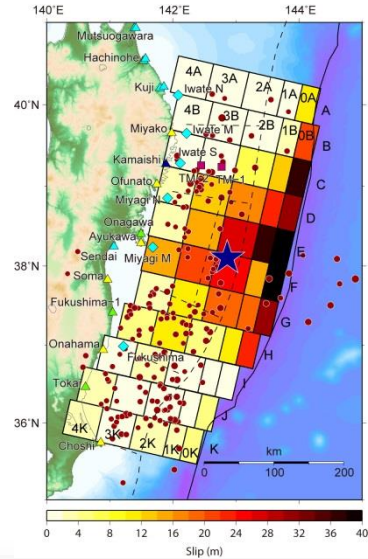 140˚E 142˚E 144˚E
Mutsuogawara
Hachinohe
40˚N
Kuji
Iwate N
4A 3A 2A 1A 0A A
4B 3B 2B 1B 0B B
Miyako
Iwate M
Iwate S
Kamaishi
TM-1
C
Ofunato
Miyagi N
D
Onagawa
Ayukawa
E
38˚N
Sendai
Miyagi M
Soma
F
Fukushima-1
G
Onahama
Fukushima
H
I
Tokai
J
36˚N
4K 3K 2K 1K 0K K
Choshi
km
0 100 200
0 4 8 12 16 20 24 28 32 36 40
Slip (m)